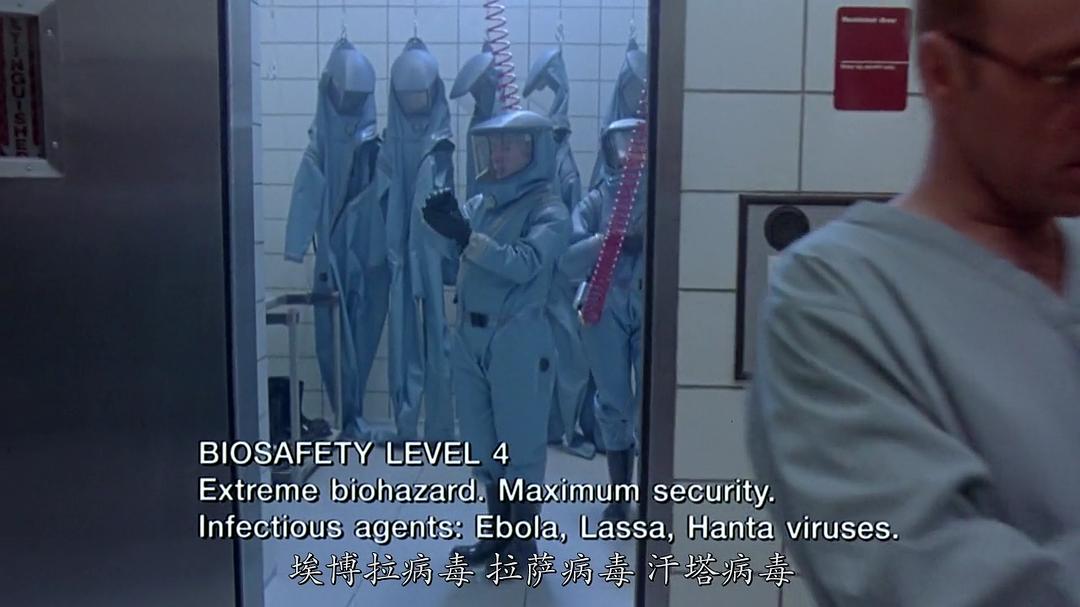 BIOSAFETY LEVEL 4
Extreme biohazard. Maximum security.
Infectious agents: Ebola, Lassa, Hanta viruses.
埃博拉病毒 拉萨病毒 汗塔病毒